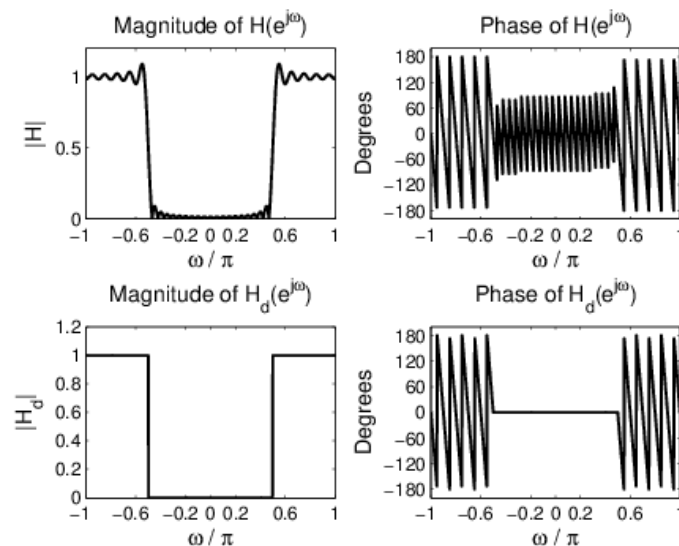 Magnitude of H(e^jω)
|H|
1
0.5
0
−1 −0.6 −0.2 0 0.2 0.6 1
ω / π
Phase of H(e^jω)
Degrees
180
120
60
0
−60
−120
−180
−1 −0.6 −0.2 0 0.2 0.6 1
ω / π
Magnitude of H_d(e^jω)
|H_d|
1.2
1
0.8
0.6
0.4
0.2
0
−1 −0.6 −0.2 0 0.2 0.6 1
ω / π
Phase of H_d(e^jω)
Degrees
180
120
60
0
−60
−120
−180
−1 −0.6 −0.2 0 0.2 0.6 1
ω / π